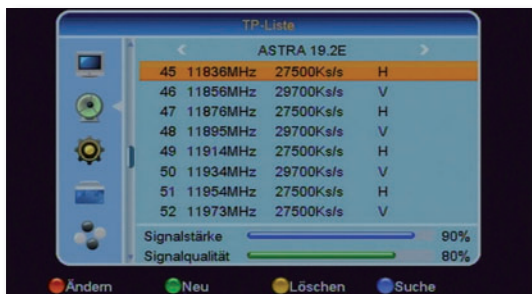 TP-Liste
ASTRA 19.2E
45 11836MHz 27500Ks/s H
46 11856MHz 29700Ks/s V
47 11876MHz 27500Ks/s H
48 11895MHz 29700Ks/s V
49 11914MHz 27500Ks/s H
50 11934MHz 29700Ks/s V
51 11954MHz 27500Ks/s H
52 11973MHz 27500Ks/s V
Signalstärke 90%
Signalqualität 80%
Ändern Neu Löschen Suche